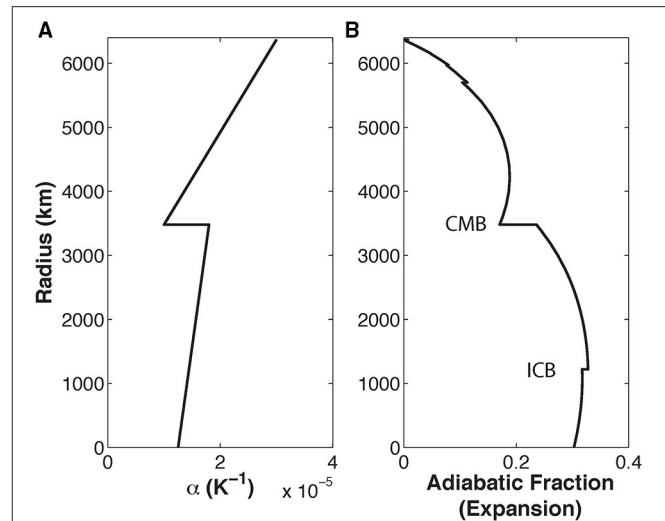 A
B
6000
5000
4000
3000
2000
1000
0
Radius (km)
0
2
4
α (K⁻¹)
x 10⁻⁵
6000
5000
4000
3000
2000
1000
0
CMB
ICB
0
0.2
0.4
Adiabatic Fraction
(Expansion)